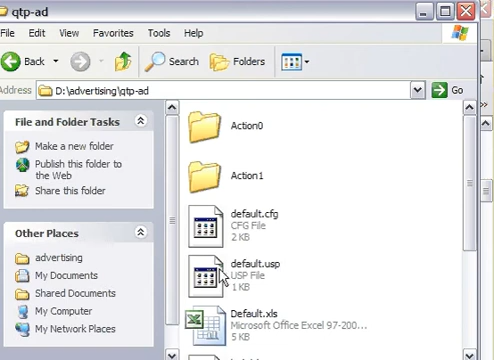 qtp-ad
File Edit View Favorites Tools Help
Back Search Folders
Address D:\advertising\qtp-ad Go
File and Folder Tasks
Make a new folder
Publish this folder to
the Web
Share this folder
Other Places
advertising
My Documents
Shared Documents
My Computer
My Network Places
Action0
Action1
default.cfg
CFG File
2 KB
default.usp
USP File
1 KB
Default.xls
Microsoft Office Excel 97-200...
5 KB